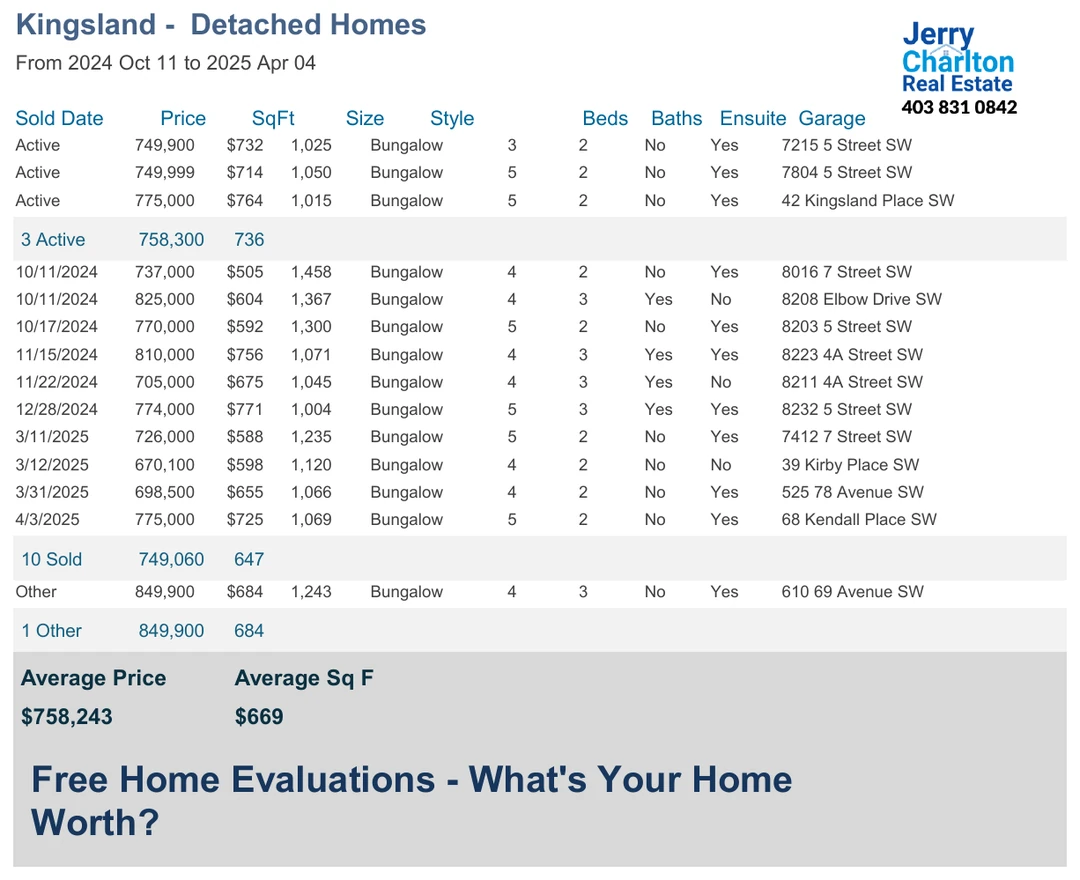 Kingsland -  Detached Homes
From 2024 Oct 11 to 2025 Apr 04
Jerry
Charlton
Real Estate
403 831 0842
Sold Date Price SqFt Size Style Beds Baths Ensuite Garage
Active 749,900 $732 1,025 Bungalow 3 2 No Yes 7215 5 Street SW
Active 749,999 $714 1,050 Bungalow 5 2 No Yes 7804 5 Street SW
Active 775,000 $764 1,015 Bungalow 5 2 No Yes 42 Kingsland Place SW
3 Active 758,300 736
10/11/2024 737,000 $505 1,458 Bungalow 4 2 No Yes 8016 7 Street SW
10/11/2024 825,000 $604 1,367 Bungalow 4 3 Yes No 8208 Elbow Drive SW
10/17/2024 770,000 $592 1,300 Bungalow 5 2 No Yes 8203 5 Street SW
11/15/2024 810,000 $756 1,071 Bungalow 4 3 Yes Yes 8223 4A Street SW
11/22/2024 705,000 $675 1,045 Bungalow 4 3 Yes No 8211 4A Street SW
12/28/2024 774,000 $771 1,004 Bungalow 5 3 Yes Yes 8232 5 Street SW
3/11/2025 726,000 $588 1,235 Bungalow 5 2 No Yes 7412 7 Street SW
3/12/2025 670,100 $598 1,120 Bungalow 4 2 No No 39 Kirby Place SW
3/31/2025 698,500 $655 1,066 Bungalow 4 2 No Yes 525 78 Avenue SW
4/3/2025 775,000 $725 1,069 Bungalow 5 2 No Yes 68 Kendall Place SW
10 Sold 749,060 647
Other 849,900 $684 1,243 Bungalow 4 3 No Yes 610 69 Avenue SW
1 Other 849,900 684
Average Price Average Sq F
$758,243 $669
Free Home Evaluations - What's Your Home
Worth?